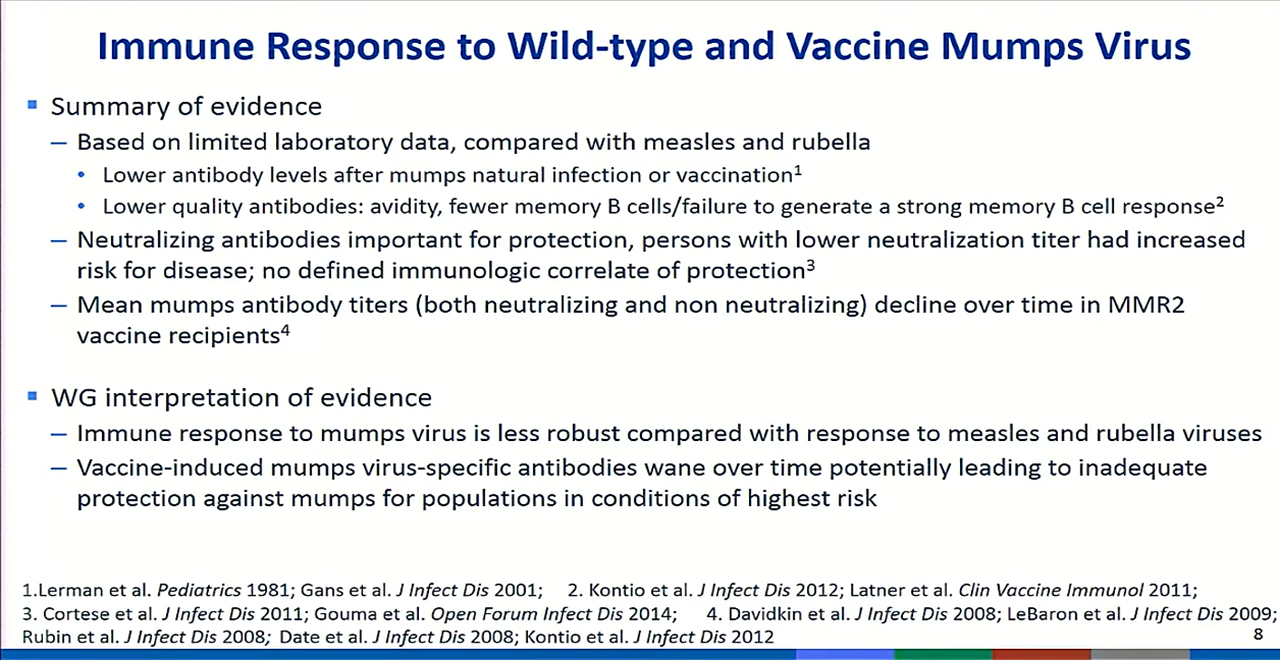 Immune Response to Wild-type and Vaccine Mumps Virus
▪ Summary of evidence
– Based on limited laboratory data, compared with measles and rubella
• Lower antibody levels after mumps natural infection or vaccination¹
• Lower quality antibodies: avidity, fewer memory B cells/failure to generate a strong memory B cell response²
– Neutralizing antibodies important for protection, persons with lower neutralization titer had increased
risk for disease; no defined immunologic correlate of protection³
– Mean mumps antibody titers (both neutralizing and non neutralizing) decline over time in MMR2
vaccine recipients⁴
▪ WG interpretation of evidence
– Immune response to mumps virus is less robust compared with response to measles and rubella viruses
– Vaccine-induced mumps virus-specific antibodies wane over time potentially leading to inadequate
protection against mumps for populations in conditions of highest risk
1.Lerman et al. Pediatrics 1981; Gans et al. J Infect Dis 2001; 2. Kontio et al. J Infect Dis 2012; Latner et al. Clin Vaccine Immunol 2011;
3. Cortese et al. J Infect Dis 2011; Gouma et al. Open Forum Infect Dis 2014; 4. Davidkin et al. J Infect Dis 2008; LeBaron et al. J Infect Dis 2009;
Rubin et al. J Infect Dis 2008; Date et al. J Infect Dis 2008; Kontio et al. J Infect Dis 2012
8